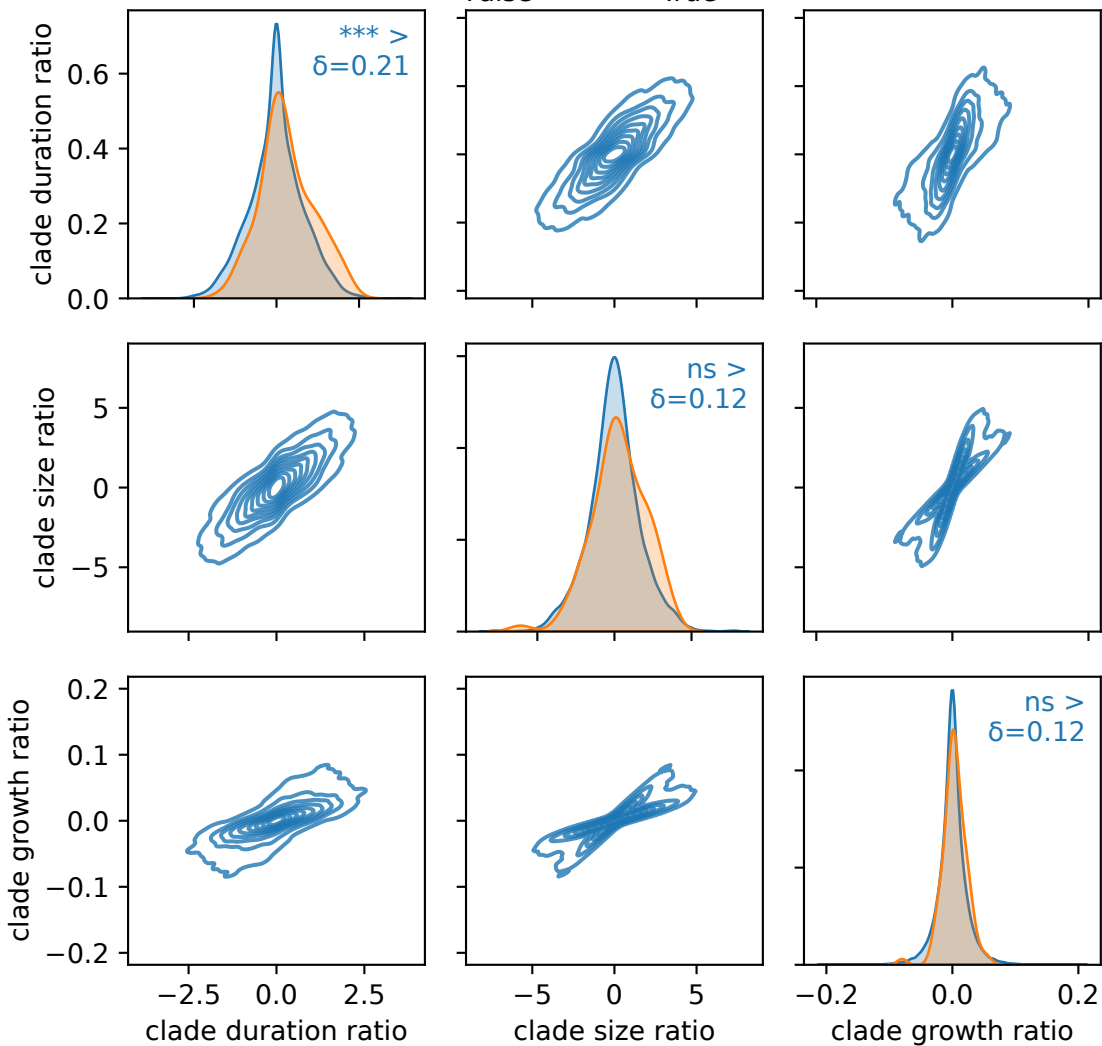 *** >
δ=0.21
clade duration ratio
0.6
0.4
0.2
0.0
ns >
δ=0.12
clade size ratio
5
0
−5
ns >
δ=0.12
clade growth ratio
0.2
0.1
0.0
−0.1
−0.2
−2.5 0.0 2.5
−5 0 5
−0.2 0.0 0.2
clade duration ratio
clade size ratio
clade growth ratio